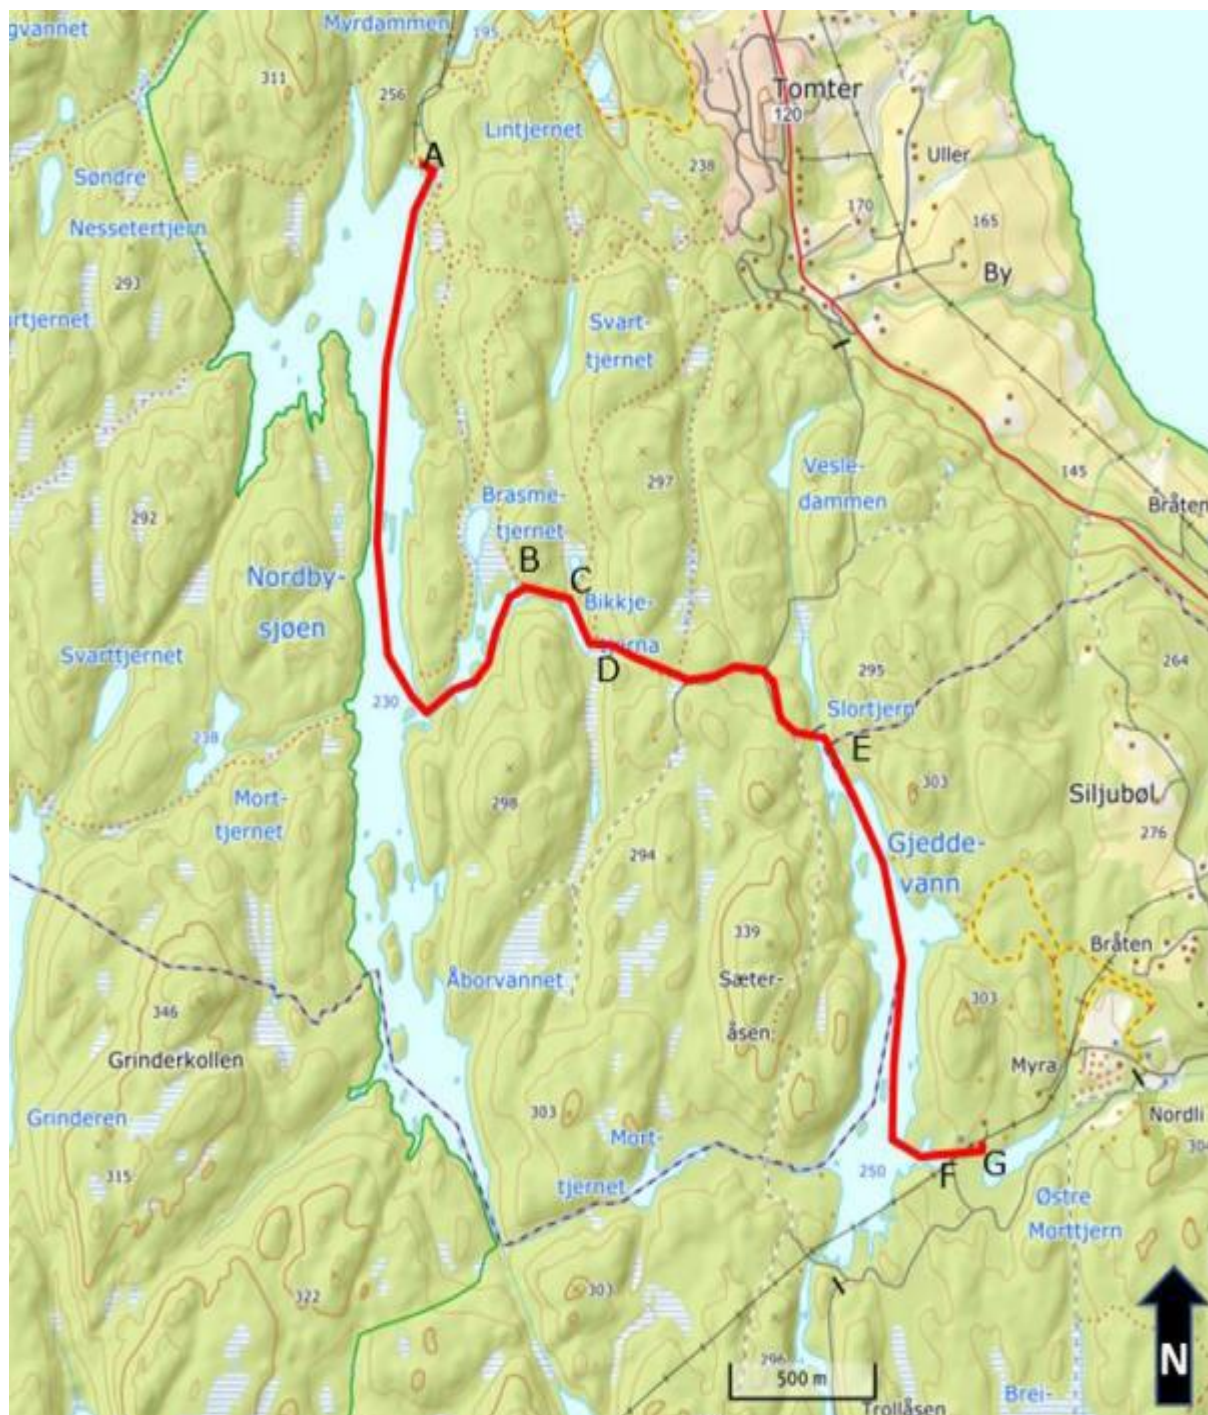 gvannet
Myrdammen
195
311
256
Tomter
120
A
Lintjernet
Uller
238
Søndre
170
165
Nessetertjern
By
293
rtjernet
Svart-
tjernet
Vesle-
dammen
297
145
Brasme-
tjernet
Bråten
292
B
C
Nordby-
sjøen
Bikkje-
D
Svarttjernet
295
264
230
Slortjern
238
E
298
303
Siljubøl
Mort-
tjernet
276
294
Gjedde-
vann
339
Bråten
Åborvannet
Sæter-
åsen
303
346
Grinderkollen
Myra
Grinderen
303
Nordli
304
Mort-
tjernet
315
250
F
G
Østre
Morttjern
322
303
296
500 m
N
Brei-
Trollåsen